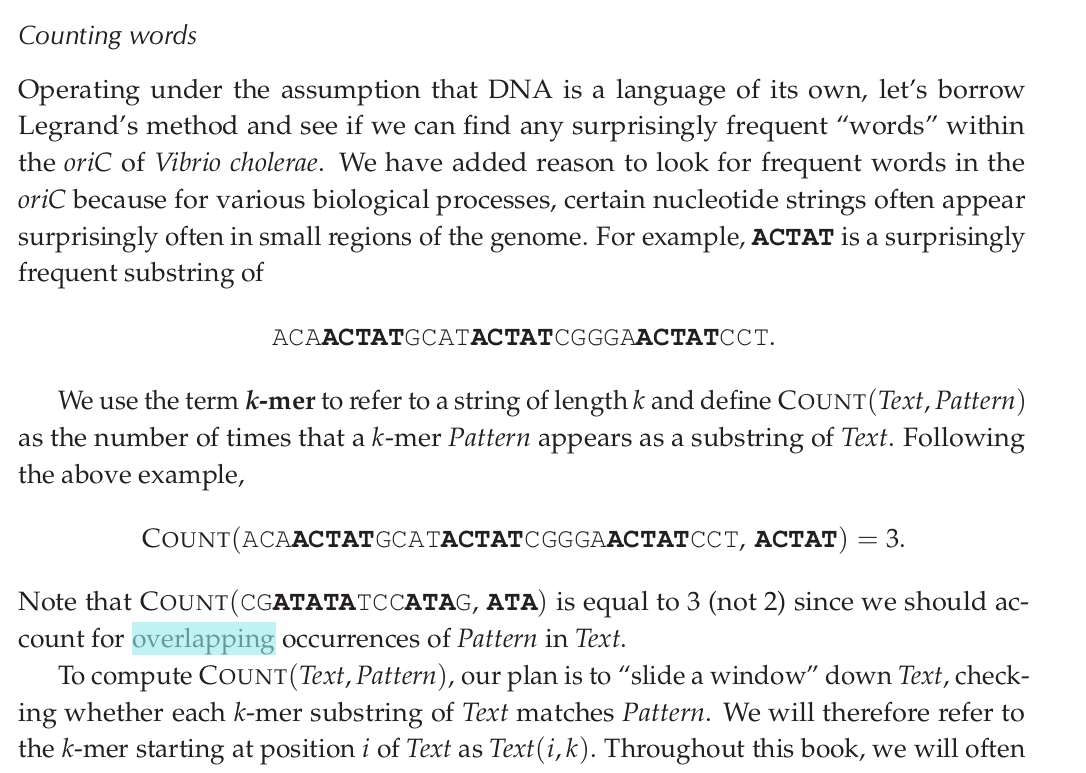 Counting words
Operating under the assumption that DNA is a language of its own, let's borrow
Legrand's method and see if we can find any surprisingly frequent “words” within
the oriC of Vibrio cholerae. We have added reason to look for frequent words in the
oriC because for various biological processes, certain nucleotide strings often appear
surprisingly often in small regions of the genome. For example, ACTAT is a surprisingly
frequent substring of
ACAACTATGCATACTATCGGGAACTATCCT.
We use the term k-mer to refer to a string of length k and define COUNT(Text, Pattern)
as the number of times that a k-mer Pattern appears as a substring of Text. Following
the above example,
COUNT(ACAACTATGCATACTATCGGGAACTATCCT, ACTAT) = 3.
Note that COUNT(CGATATATCCATAG, ATA) is equal to 3 (not 2) since we should ac-
count for overlapping occurrences of Pattern in Text.
To compute COUNT(Text, Pattern), our plan is to “slide a window” down Text, check-
ing whether each k-mer substring of Text matches Pattern. We will therefore refer to
the k-mer starting at position i of Text as Text(i, k). Throughout this book, we will often